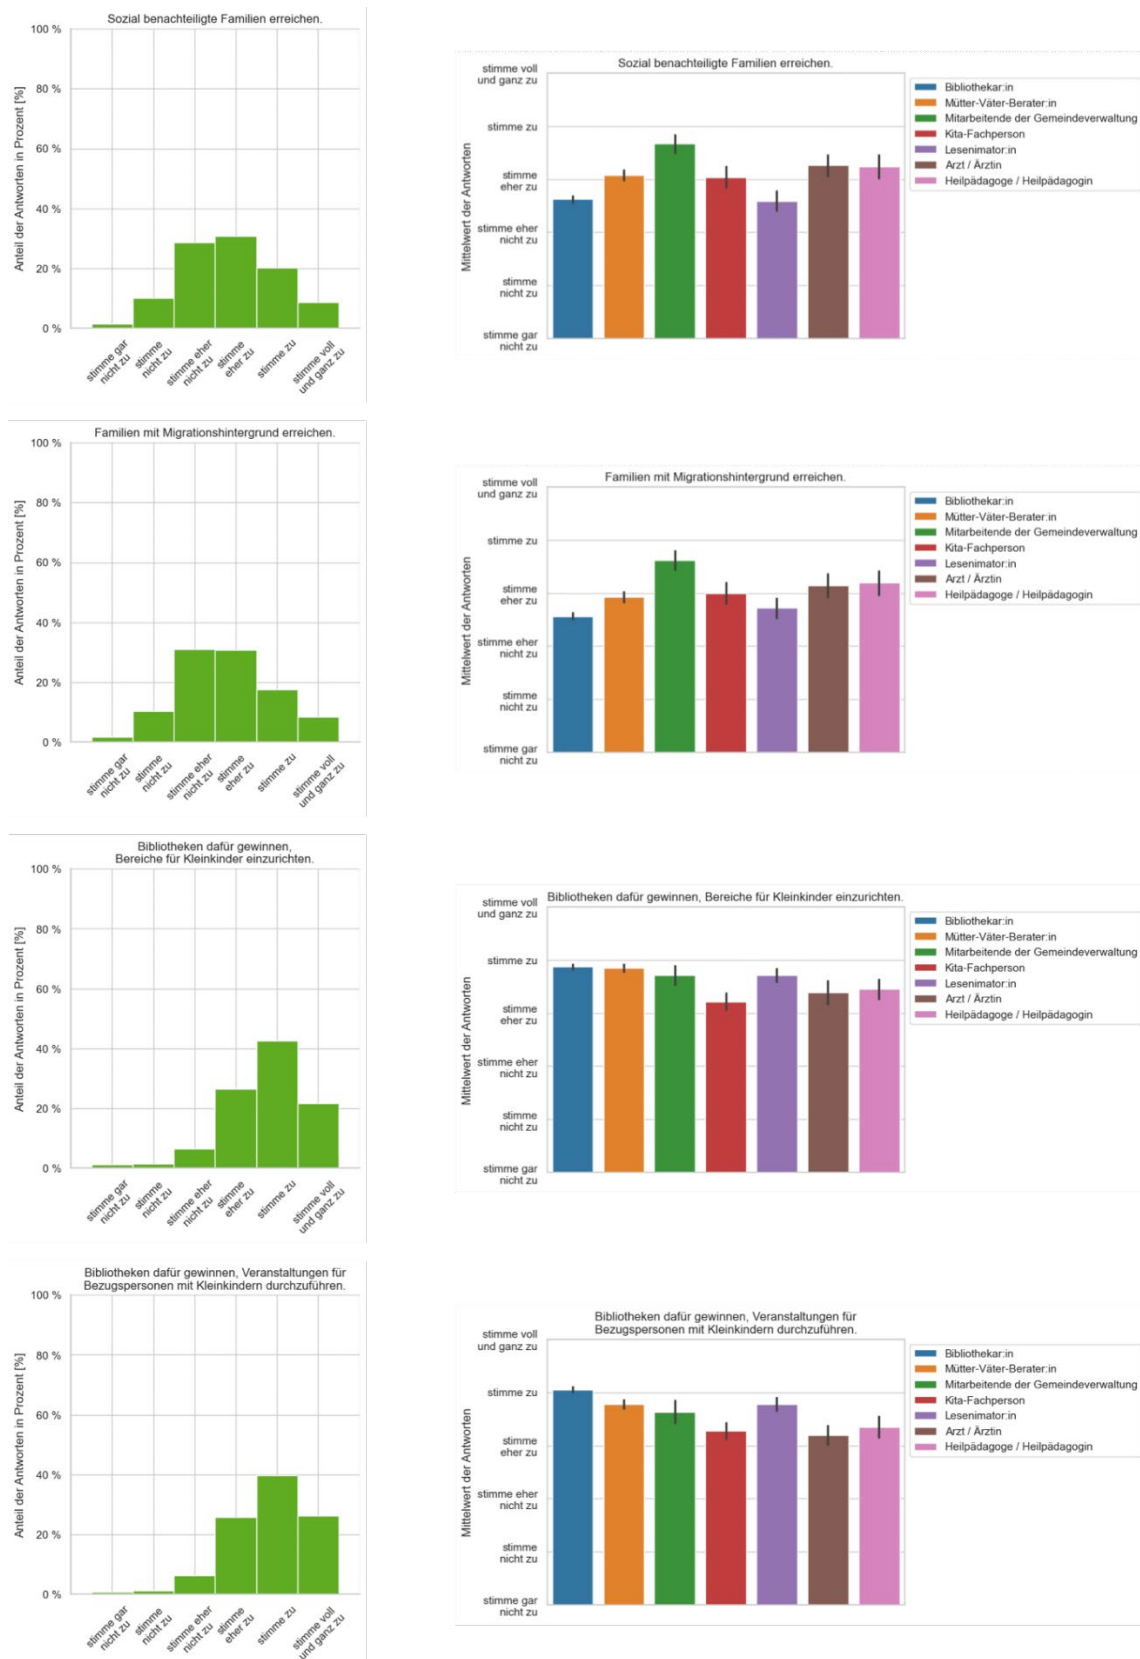 Sozial benachteiligte Familien erreichen.
100 %
80 %
60 %
40 %
20 %
0 %
Anteil der Antworten in Prozent [%]
stimme gar
nicht zu
stimme
nicht zu
stimme eher
nicht zu
stimme
eher zu
stimme zu
stimme voll
und ganz zu
Sozial benachteiligte Familien erreichen.
stimme voll
und ganz zu
stimme zu
stimme
eher zu
stimme eher
nicht zu
stimme
nicht zu
stimme gar
nicht zu
Mittelwert der Antworten
Bibliothekar:in
Mütter-Väter-Berater:in
Mitarbeitende der Gemeindeverwaltung
Kita-Fachperson
Lesenimator:in
Arzt / Ärztin
Heilpädagoge / Heilpädagogin
Familien mit Migrationshintergrund erreichen.
100 %
80 %
60 %
40 %
20 %
0 %
Anteil der Antworten in Prozent [%]
stimme gar
nicht zu
stimme
nicht zu
stimme eher
nicht zu
stimme
eher zu
stimme zu
stimme voll
und ganz zu
Familien mit Migrationshintergrund erreichen.
stimme voll
und ganz zu
stimme zu
stimme
eher zu
stimme eher
nicht zu
stimme
nicht zu
stimme gar
nicht zu
Mittelwert der Antworten
Bibliothekar:in
Mütter-Väter-Berater:in
Mitarbeitende der Gemeindeverwaltung
Kita-Fachperson
Lesenimator:in
Arzt / Ärztin
Heilpädagoge / Heilpädagogin
Bibliotheken dafür gewinnen,
Bereiche für Kleinkinder einzurichten.
100 %
80 %
60 %
40 %
20 %
0 %
Anteil der Antworten in Prozent [%]
stimme gar
nicht zu
stimme
nicht zu
stimme eher
nicht zu
stimme
eher zu
stimme zu
stimme voll
und ganz zu
Bibliotheken dafür gewinnen, Bereiche für Kleinkinder einzurichten.
stimme voll
und ganz zu
stimme zu
stimme
eher zu
stimme eher
nicht zu
stimme
nicht zu
stimme gar
nicht zu
Mittelwert der Antworten
Bibliothekar:in
Mütter-Väter-Berater:in
Mitarbeitende der Gemeindeverwaltung
Kita-Fachperson
Lesenimator:in
Arzt / Ärztin
Heilpädagoge / Heilpädagogin
Bibliotheken dafür gewinnen, Veranstaltungen für
Bezugspersonen mit Kleinkindern durchzuführen.
100 %
80 %
60 %
40 %
20 %
0 %
Anteil der Antworten in Prozent [%]
stimme gar
nicht zu
stimme
nicht zu
stimme eher
nicht zu
stimme
eher zu
stimme zu
stimme voll
und ganz zu
Bibliotheken dafür gewinnen, Veranstaltungen für
Bezugspersonen mit Kleinkindern durchzuführen.
stimme voll
und ganz zu
stimme zu
stimme
eher zu
stimme eher
nicht zu
stimme
nicht zu
stimme gar
nicht zu
Mittelwert der Antworten
Bibliothekar:in
Mütter-Väter-Berater:in
Mitarbeitende der Gemeindeverwaltung
Kita-Fachperson
Lesenimator:in
Arzt / Ärztin
Heilpädagoge / Heilpädagogin